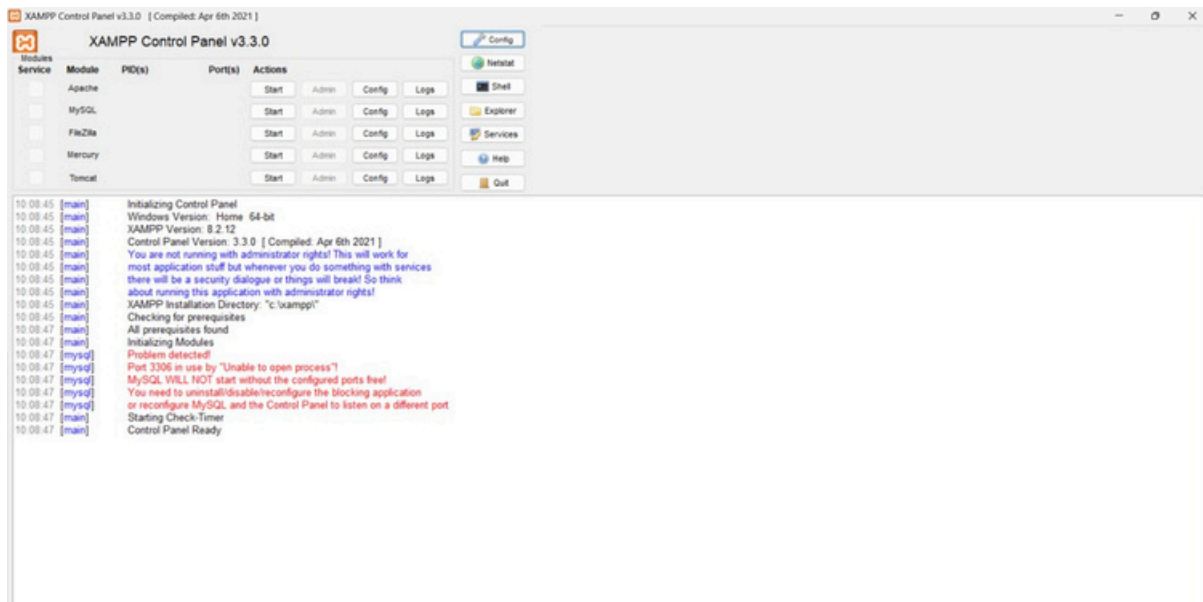 XAMPP Control Panel v3.3.0 [ Compiled: Apr 6th 2021 ]
XAMPP Control Panel v3.3.0
Config
Modules
Service Module PID(s) Port(s) Actions
Netstat
Apache Start Admin Config Logs
Shell
MySQL Start Admin Config Logs
Explorer
FileZilla Start Admin Config Logs
Services
Mercury Start Admin Config Logs
Help
Tomcat Start Admin Config Logs
Quit
10:08:45 [main] Initializing Control Panel
10:08:45 [main] Windows Version: Home 64-bit
10:08:45 [main] XAMPP Version: 8.2.12
10:08:45 [main] Control Panel Version: 3.3.0 [ Compiled: Apr 6th 2021 ]
10:08:45 [main] You are not running with administrator rights! This will work for
10:08:45 [main] most application stuff but whenever you do something with services
10:08:45 [main] there will be a security dialogue or things will break! So think
10:08:45 [main] about running this application with administrator rights!
10:08:45 [main] XAMPP Installation Directory: "c:\xampp\"
10:08:45 [main] Checking for prerequisites
10:08:47 [main] All prerequisites found
10:08:47 [main] Initializing Modules
10:08:47 [mysql] Problem detected!
10:08:47 [mysql] Port 3306 in use by "Unable to open process"!
10:08:47 [mysql] MySQL WILL NOT start without the configured ports free!
10:08:47 [mysql] You need to uninstall/disable/reconfigure the blocking application
10:08:47 [mysql] or reconfigure MySQL and the Control Panel to listen on a different port
10:08:47 [main] Starting Check-Timer
10:08:47 [main] Control Panel Ready